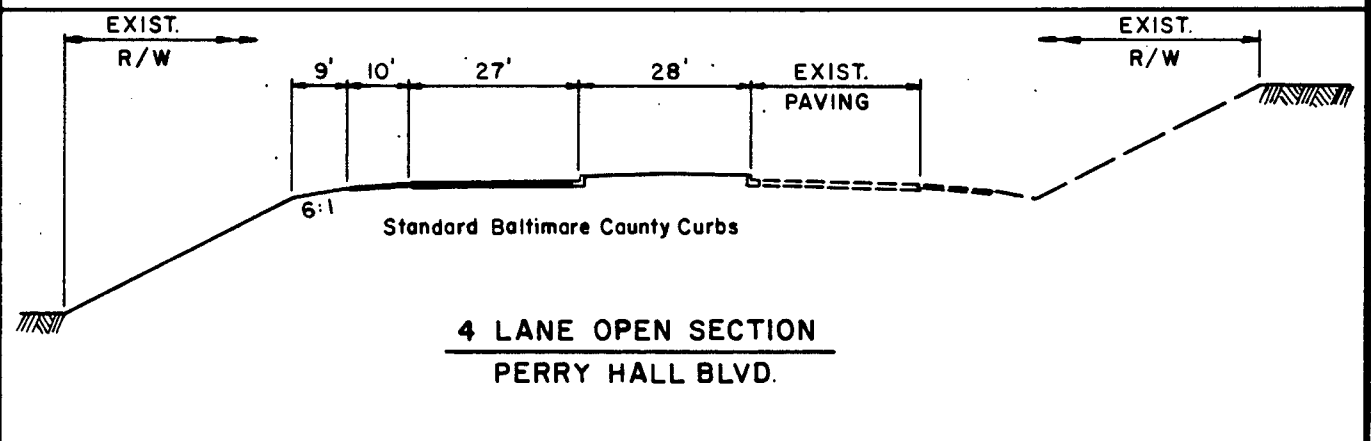 EXIST.
R/W
EXIST.
R/W
9' 10' 27' 28' EXIST.
PAVING
6:1
Standard Baltimore County Curbs
4 LANE OPEN SECTION
PERRY HALL BLVD.